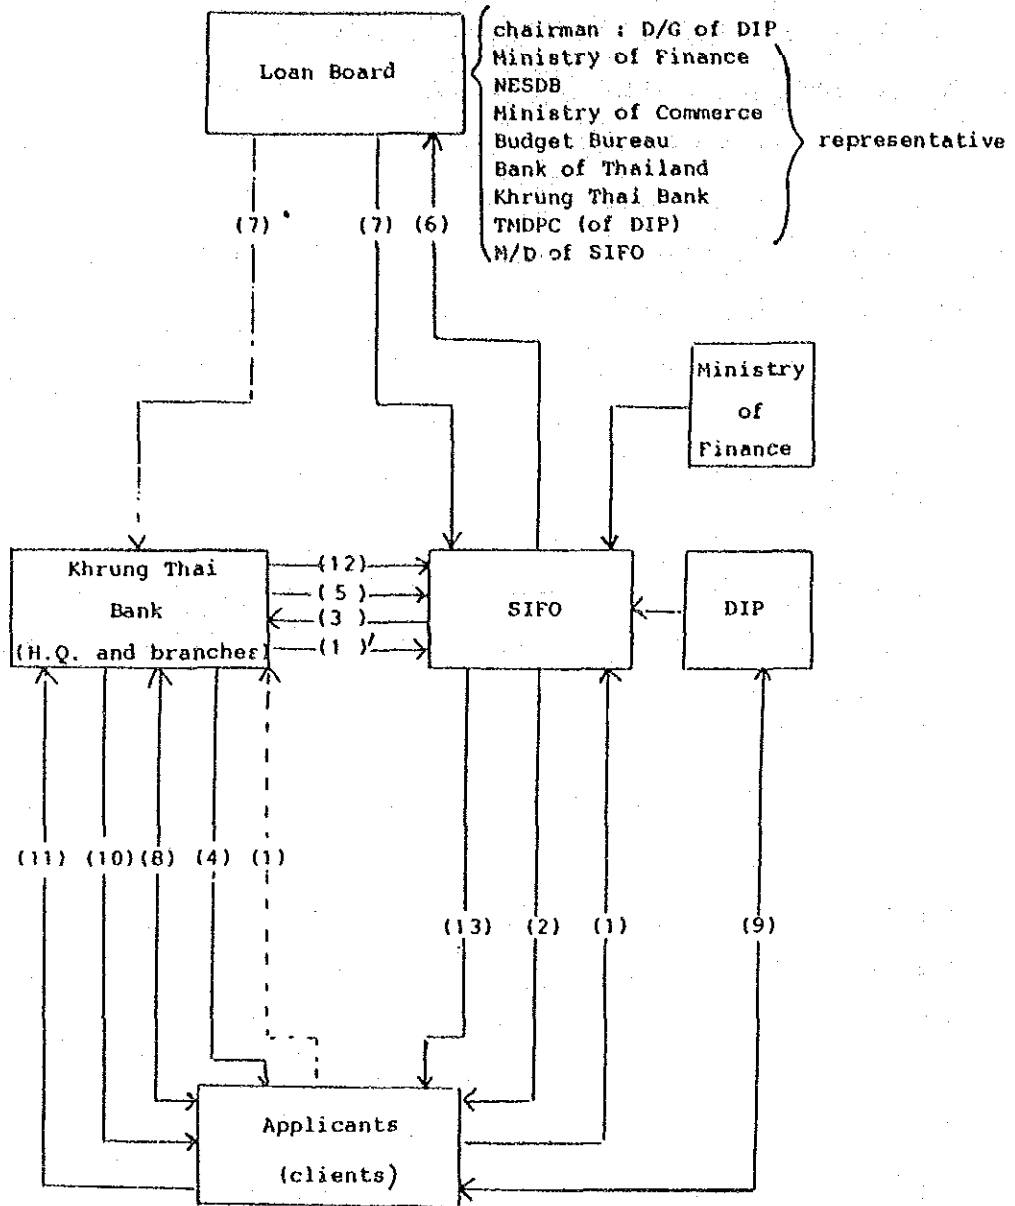 Loan Board
chairman : D/G of DIP
Ministry of Finance
NESDB
Ministry of Commerce
Budget Bureau
Bank of Thailand
Khrung Thai Bank
TMDPC (of DIP)
M/D of SIFO
representative
(7)
(7)
(6)
Ministry
of
Finance
Khrung Thai
Bank
(H.Q. and branches)
(12)
(5)
(3)
(1)'
SIFO
DIP
(11)
(10)
(8)
(4)
(1)
(13)
(2)
(1)
(9)
Applicants
(clients)